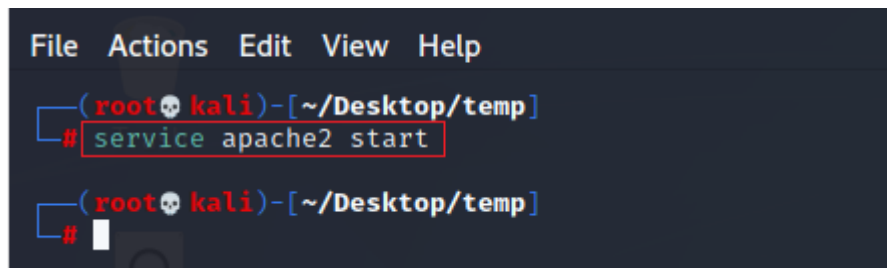 File Actions Edit View Help
┌──(root💀kali)-[~/Desktop/temp]
└─# service apache2 start
┌──(root💀kali)-[~/Desktop/temp]
└─#